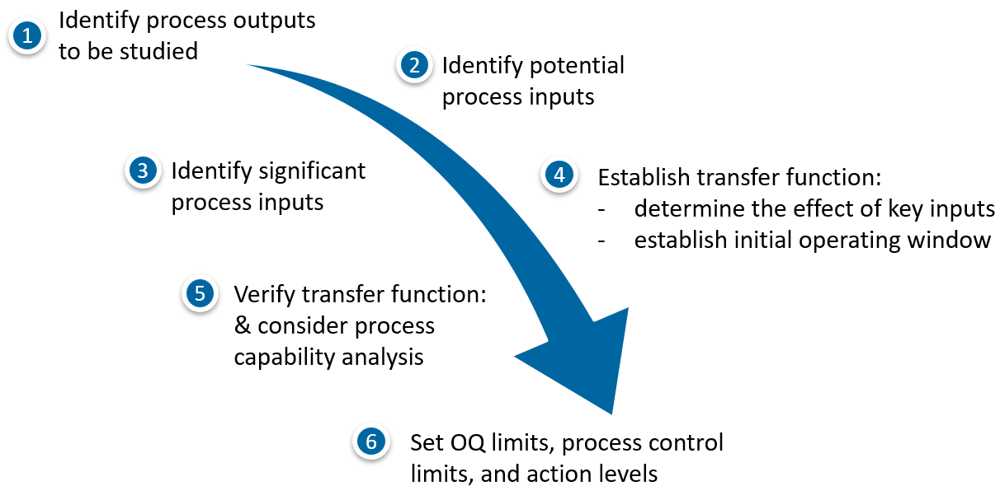 1 Identify process outputs
to be studied
2 Identify potential
process inputs
3 Identify significant
process inputs
4 Establish transfer function:
- determine the effect of key inputs
- establish initial operating window
5 Verify transfer function:
& consider process
capability analysis
6 Set OQ limits, process control
limits, and action levels